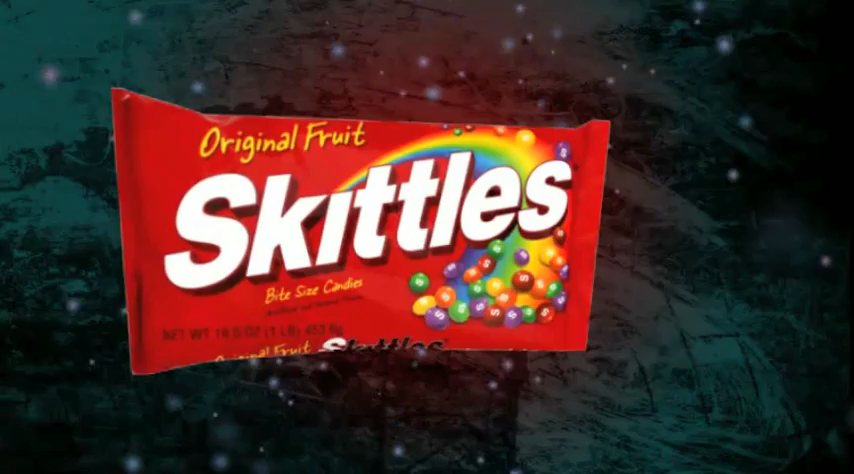 Original Fruit
Skittles
Bite Size Candies
NET WT 16.0 OZ (1 LB) 453.6g
Original Fruit Skittles